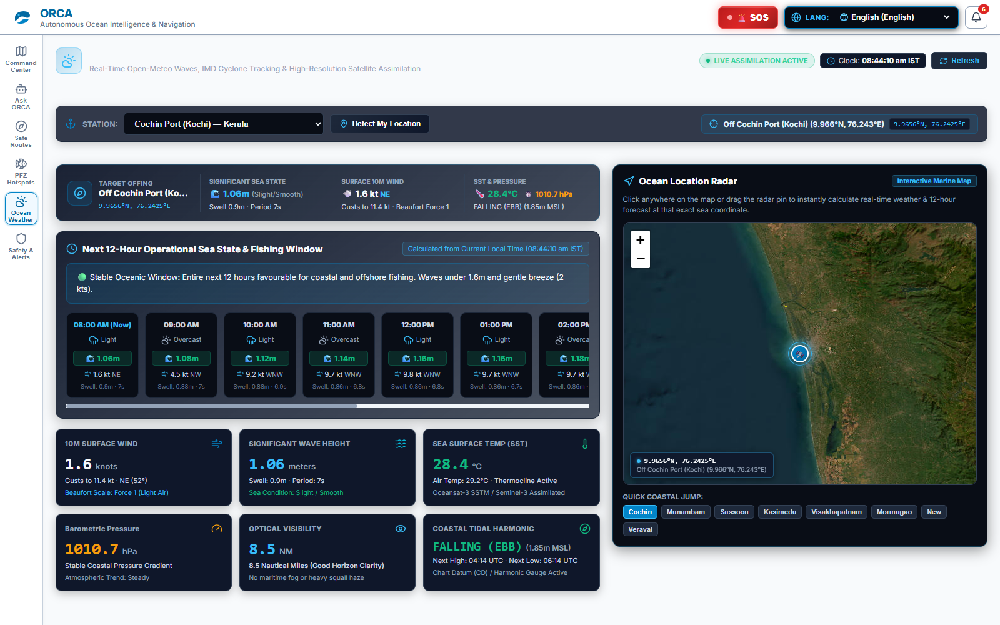 ORCA
Autonomous Ocean Intelligence & Navigation
SOS
LANG:
English (English)
6
Command
Center
Ask
ORCA
Safe
Routes
PFZ
Hotspots
Ocean
Weather
Safety &
Alerts
Real-Time Open-Meteo Waves, IMD Cyclone Tracking & High-Resolution Satellite Assimilation
LIVE ASSIMILATION ACTIVE
Clock: 08:44:10 am IST
Refresh
STATION:
Cochin Port (Kochi) — Kerala
Detect My Location
Off Cochin Port (Kochi) (9.966°N, 76.243°E)
9.9656°N, 76.2425°E
TARGET OFFING
Off Cochin Port (Ko...
9.9656°N, 76.2425°E
SIGNIFICANT SEA STATE
1.06m (Slight/Smooth)
Swell 0.9m · Period 7s
SURFACE 10M WIND
1.6 kt NE
Gusts to 11.4 kt · Beaufort Force 1
SST & PRESSURE
28.4°C 1010.7 hPa
FALLING (EBB) (1.85m MSL)
Next 12-Hour Operational Sea State & Fishing Window
Calculated from Current Local Time (08:44:10 am IST)
Stable Oceanic Window: Entire next 12 hours favourable for coastal and offshore fishing. Waves under 1.6m and gentle breeze (2
kts).
08:00 AM (Now)
Light
1.06m
1.6 kt NE
Swell: 0.9m · 7s
09:00 AM
Overcast
1.08m
4.5 kt NW
Swell: 0.88m · 7s
10:00 AM
Light
1.12m
9.2 kt WNW
Swell: 0.88m · 6.9s
11:00 AM
Overcast
1.14m
9.7 kt WNW
Swell: 0.86m · 6.8s
12:00 PM
Light
1.16m
9.8 kt WNW
Swell: 0.86m · 6.8s
01:00 PM
Light
1.16m
9.7 kt WNW
Swell: 0.86m · 6.7s
02:00 PM
Overca
1.18m
9.7 kt
Swell: 0.86m ·
10M SURFACE WIND
1.6 knots
Gusts to 11.4 kt · NE (52°)
Beaufort Scale: Force 1 (Light Air)
SIGNIFICANT WAVE HEIGHT
1.06 meters
Swell: 0.9m · Period: 7s
Sea Condition: Slight / Smooth
SEA SURFACE TEMP (SST)
28.4 °C
Air Temp: 29.2°C · Thermocline Active
Oceansat-3 SSTM / Sentinel-3 Assimilated
Barometric Pressure
1010.7 hPa
Stable Coastal Pressure Gradient
Atmospheric Trend: Steady
OPTICAL VISIBILITY
8.5 NM
8.5 Nautical Miles (Good Horizon Clarity)
No maritime fog or heavy squall haze
COASTAL TIDAL HARMONIC
FALLING (EBB) (1.85m MSL)
Next High: 04:14 UTC · Next Low: 06:14 UTC
Chart Datum (CD) / Harmonic Gauge Active
Ocean Location Radar
Interactive Marine Map
Click anywhere on the map or drag the radar pin to instantly calculate real-time weather & 12-hour
forecast at that exact sea coordinate.
+
−
9.9656°N, 76.2425°E
Off Cochin Port (Kochi) (9.966°N, 76.243°E)
QUICK COASTAL JUMP:
Cochin
Munambam
Sassoon
Kasimedu
Visakhapatnam
Mormugao
New
Veraval